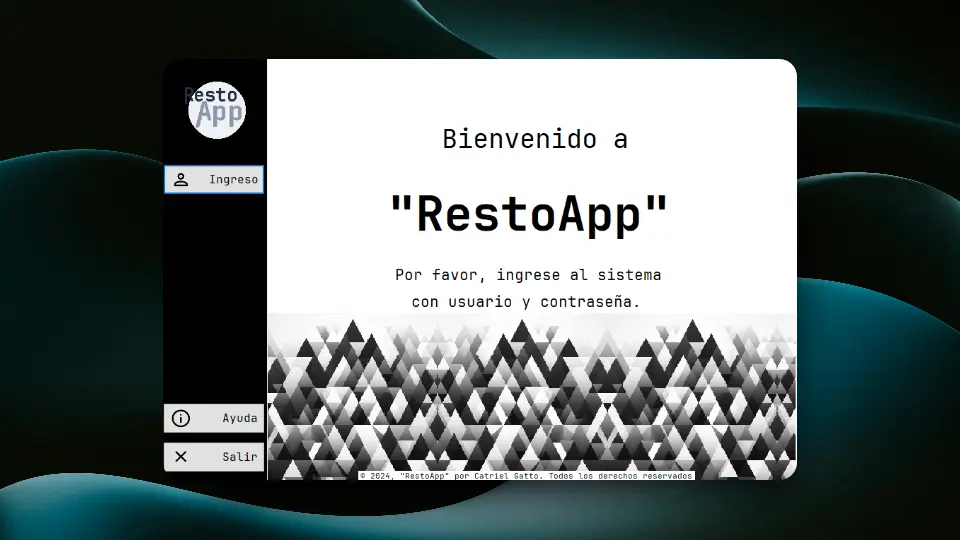 Resto
App
Ingreso
Ayuda
Salir
Bienvenido a
"RestoApp"
Por favor, ingrese al sistema
con usuario y contraseña.
© 2024, "RestoApp" por Catriel Gatto. Todos los derechos reservados